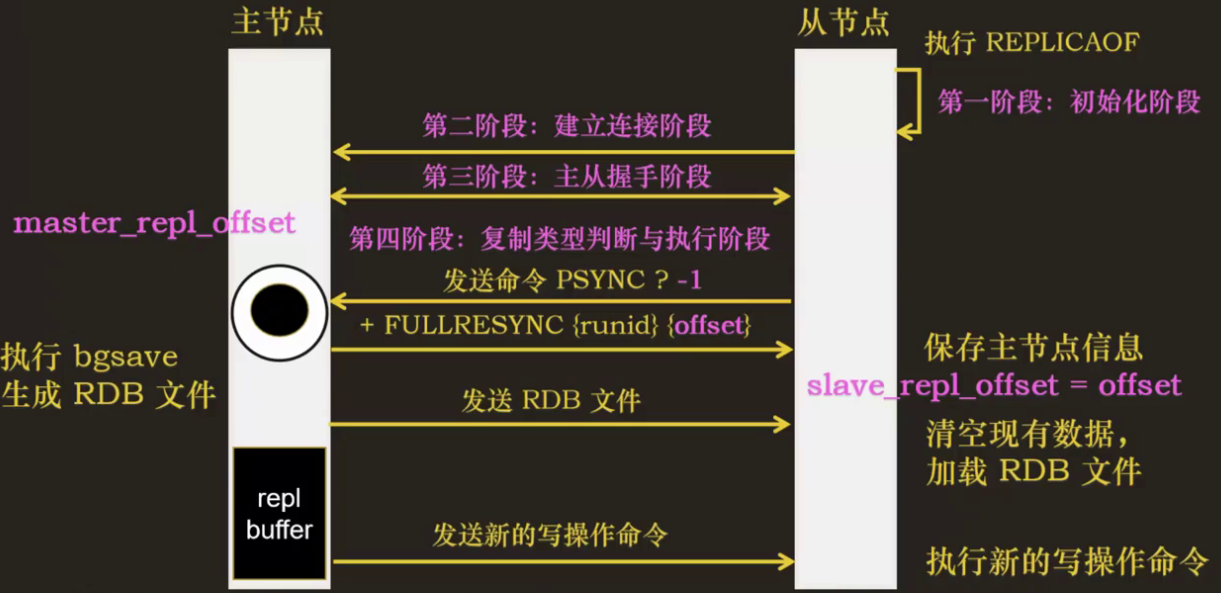 主节点
从节点
执行 REPLICAOF
第一阶段：初始化阶段
第二阶段：建立连接阶段
第三阶段：主从握手阶段
master_repl_offset
第四阶段：复制类型判断与执行阶段
发送命令 PSYNC ? -1
+ FULLRESYNC {runid} {offset}
执行 bgsave
生成 RDB 文件
保存主节点信息
slave_repl_offset = offset
发送 RDB 文件
清空现有数据，
加载 RDB 文件
repl
buffer
发送新的写操作命令
执行新的写操作命令